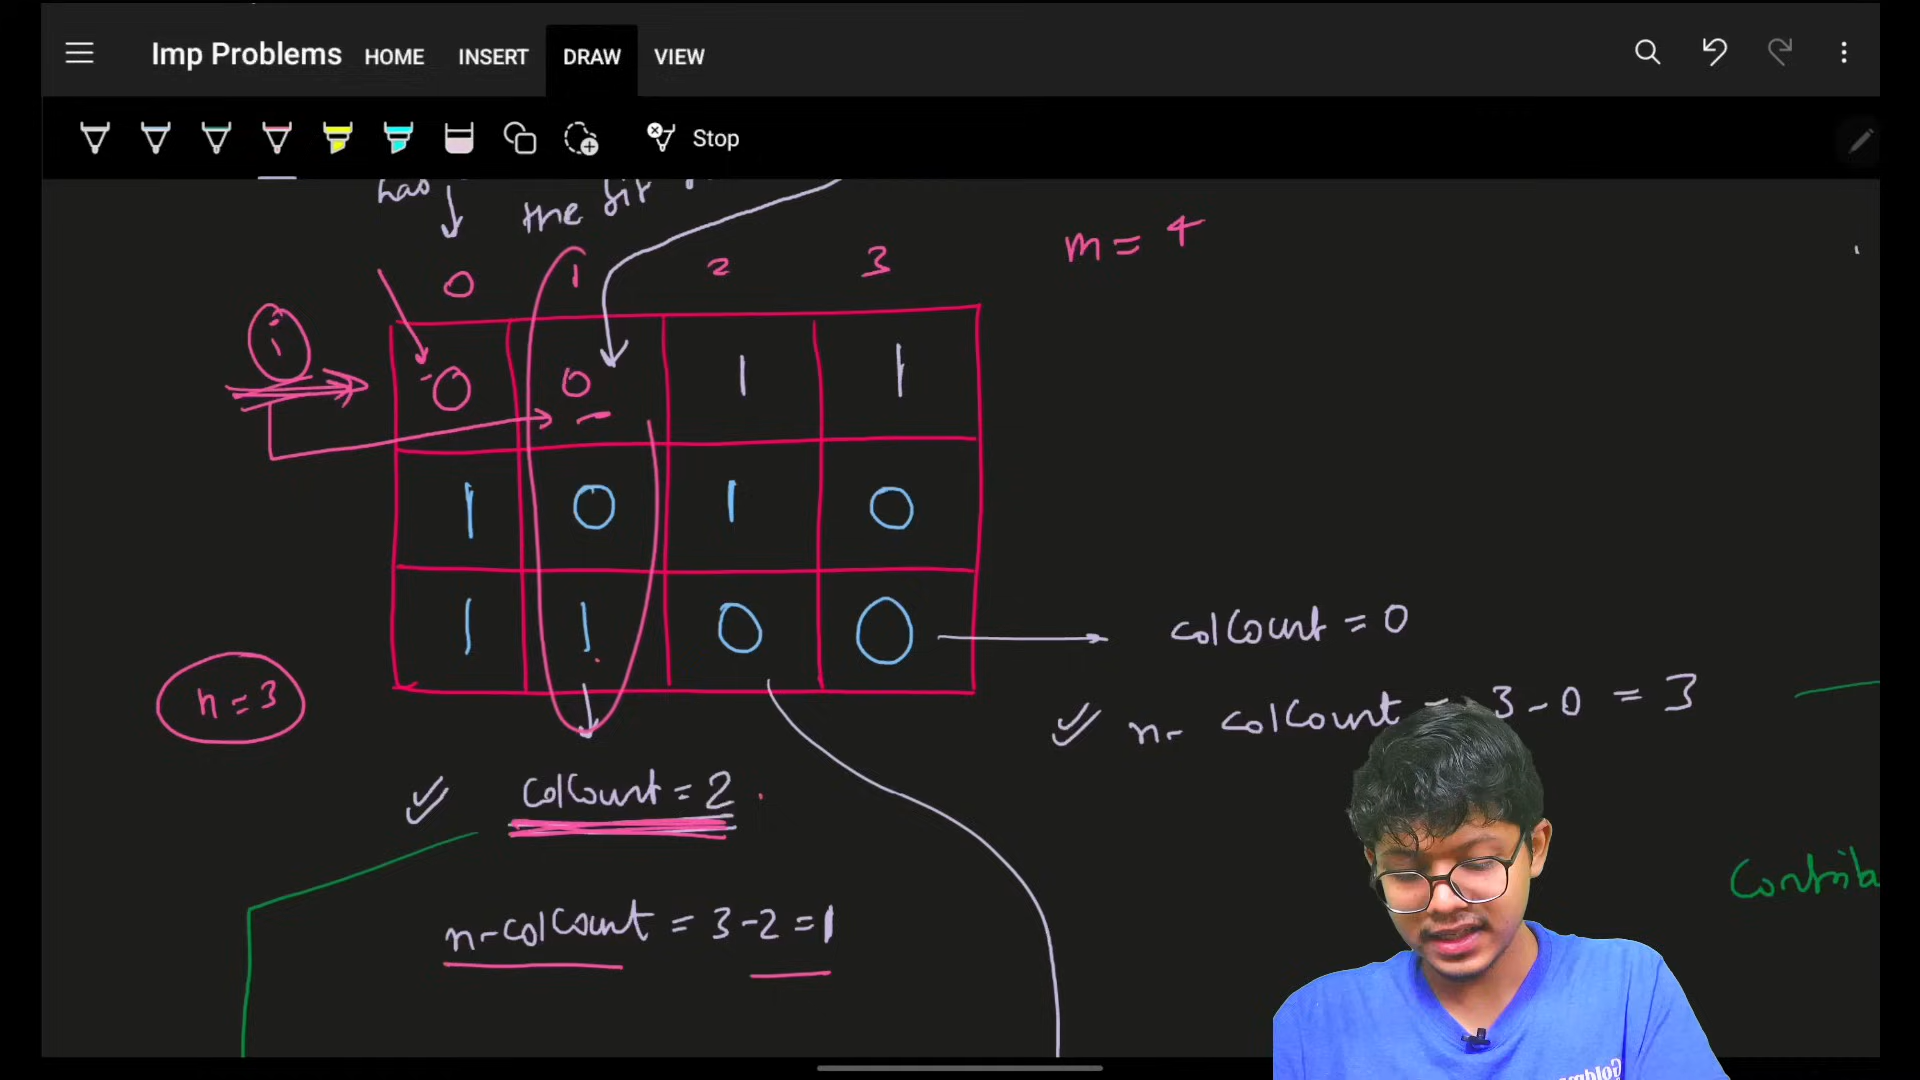 Imp Problems HOME INSERT DRAW VIEW
Stop
has the
m = 4
0 1 2 3
i
0 0 1 1
1 0 1 0
1 1 0 0
colCount = 0
n = 3
n- colCount = 3-0 = 3
colCount = 2
n-colCount = 3-2 = 1